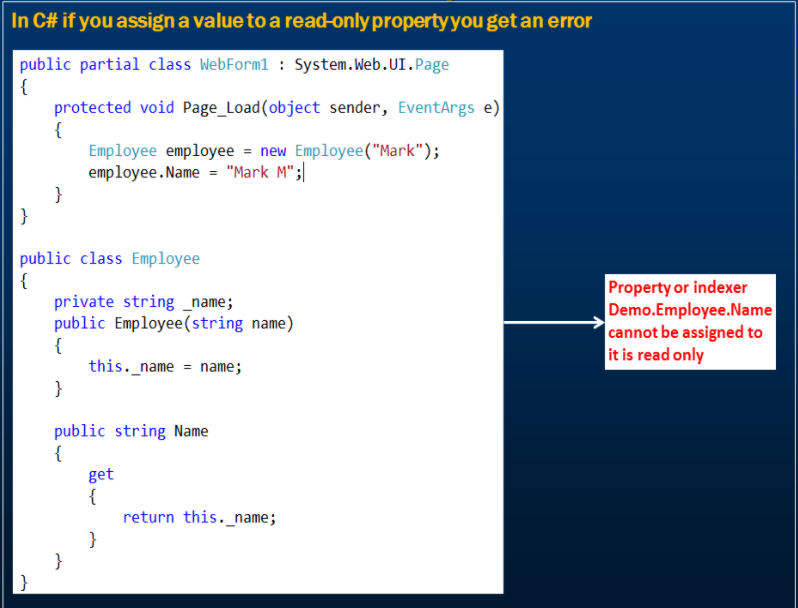 In C# if you assign a value to a read-only property you get an error
public partial class WebForm1 : System.Web.UI.Page
{
    protected void Page_Load(object sender, EventArgs e)
    {
        Employee employee = new Employee("Mark");
        employee.Name = "Mark M";
    }
}

public class Employee
{
    private string _name;
    public Employee(string name)
    {
        this._name = name;
    }

    public string Name
    {
        get
        {
            return this._name;
        }
    }
}
Property or indexer
Demo.Employee.Name
cannot be assigned to
it is read only